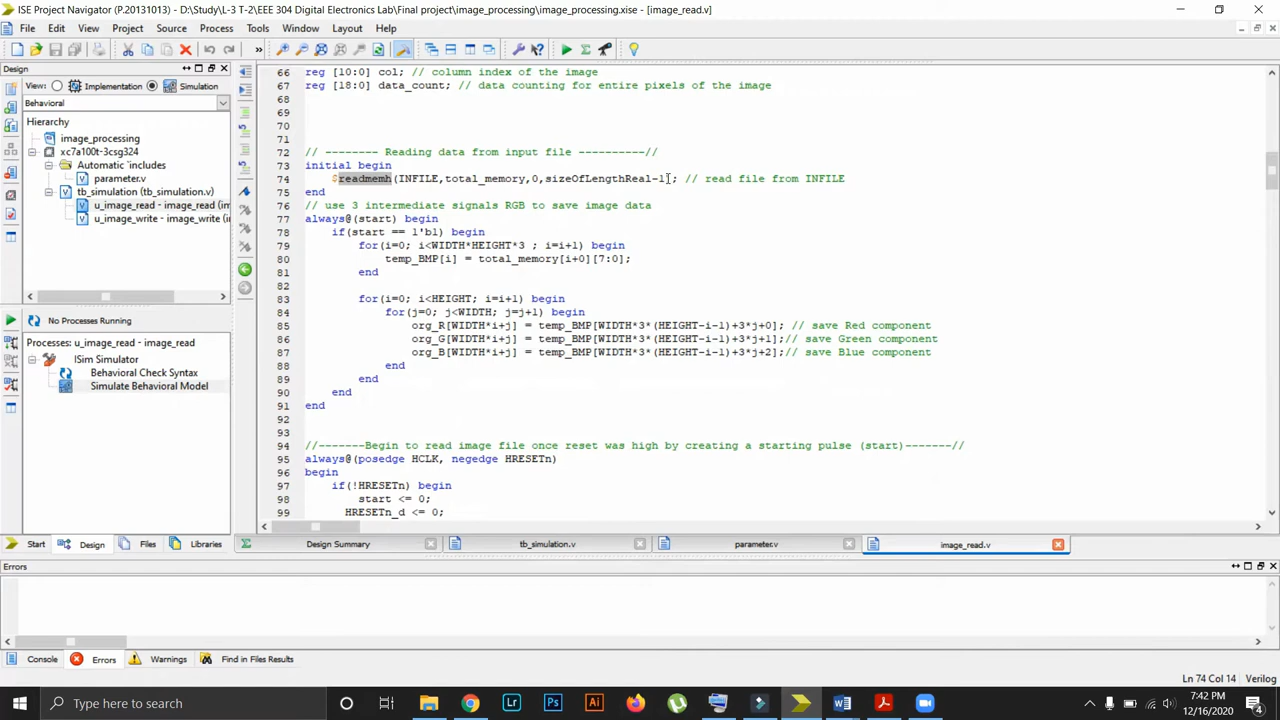 ISE Project Navigator (P.20131013) - D:\Study\L-3 T-2\EEE 304 Digital Electronics Lab\Final project\image_processing\image_processing.xise - [image_read.v]
File Edit View Project Source Process Tools Window Layout Help
Design
View: Implementation Simulation
Behavioral
Hierarchy
image_processing
xc7a100t-3csg324
Automatic `includes
parameter.v
tb_simulation (tb_simulation.v)
u_image_read - image_read (i
u_image_write - image_write (i
No Processes Running
Processes: u_image_read - image_read
ISim Simulator
Behavioral Check Syntax
Simulate Behavioral Model
66 reg [10:0] col; // column index of the image
67 reg [18:0] data_count; // data counting for entire pixels of the image
68
69
70
71
72 // -------- Reading data from input file ----------//
73 initial begin
74 $readmemh(INFILE,total_memory,0,sizeOfLengthReal-1); // read file from INFILE
75 end
76 // use 3 intermediate signals RGB to save image data
77 always@(start) begin
78 if(start == 1'b1) begin
79 for(i=0; i<WIDTH*HEIGHT*3 ; i=i+1) begin
80 temp_BMP[i] = total_memory[i+0][7:0];
81 end
82
83 for(i=0; i<HEIGHT; i=i+1) begin
84 for(j=0; j<WIDTH; j=j+1) begin
85 org_R[WIDTH*i+j] = temp_BMP[WIDTH*3*(HEIGHT-i-1)+3*j+0]; // save Red component
86 org_G[WIDTH*i+j] = temp_BMP[WIDTH*3*(HEIGHT-i-1)+3*j+1];// save Green component
87 org_B[WIDTH*i+j] = temp_BMP[WIDTH*3*(HEIGHT-i-1)+3*j+2];// save Blue component
88 end
89 end
90 end
91 end
92
93
94 //-------Begin to read image file once reset was high by creating a starting pulse (start)-------//
95 always@(posedge HCLK, negedge HRESETn)
96 begin
97 if(!HRESETn) begin
98 start <= 0;
99 HRESETn_d <= 0;
Start Design Files Libraries
Design Summary tb_simulation.v parameter.v image_read.v
Errors
Console Errors Warnings Find in Files Results
Ln 74 Col 14 Verilog
Type here to search
Lr Ps Ai
7:42 PM
12/16/2020